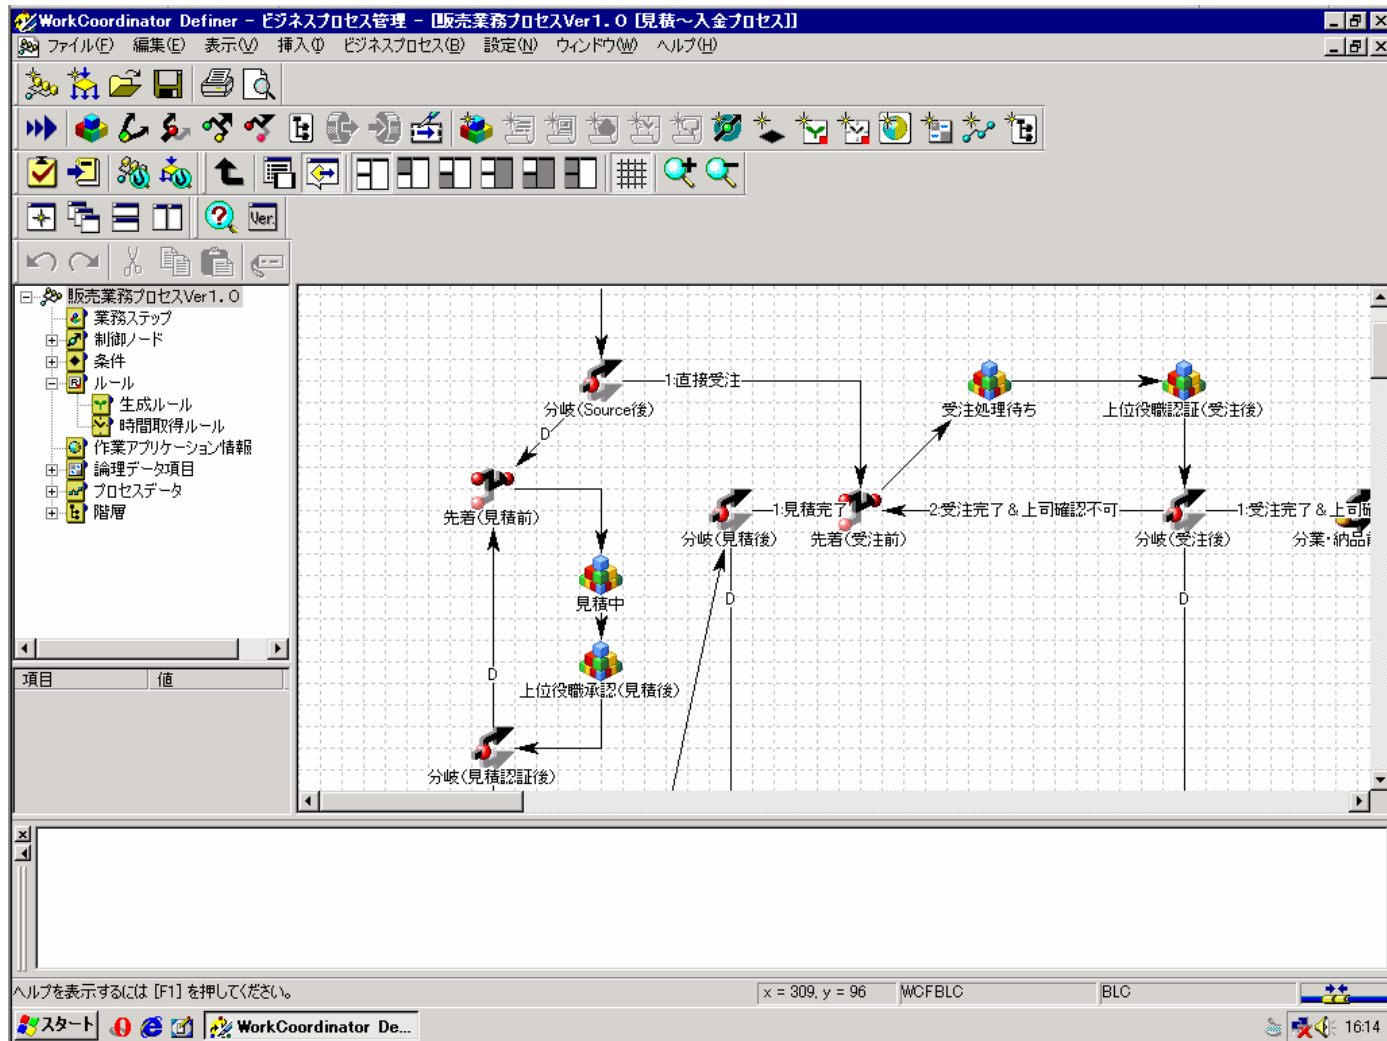 WorkCoordinator Definer - ビジネスプロセス管理 - [販売業務プロセスVer1.0 [見積～入金プロセス]]
ファイル(F) 編集(E) 表示(V) 挿入(I) ビジネスプロセス(B) 設定(N) ウィンドウ(W) ヘルプ(H)
Ver.
販売業務プロセスVer1.0
業務ステップ
制御ノード
条件
ルール
生成ルール
時間取得ルール
作業アプリケーション情報
論理データ項目
プロセスデータ
階層
項目 値
1:直接受注
分岐(Source後)
受注処理待ち
上位役職認証(受注後)
D
先着(見積前)
1:見積完了
2:受注完了&上司確認不可
1:受注完了&上司確
分岐(見積後)
先着(受注前)
分岐(受注後)
分業・納品前
見積中
D
D
D
上位役職承認(見積後)
分岐(見積認証後)
ヘルプを表示するには [F1] を押してください。
x = 309, y = 96
WCFBLC
BLC
スタート
WorkCoordinator De...
16:14